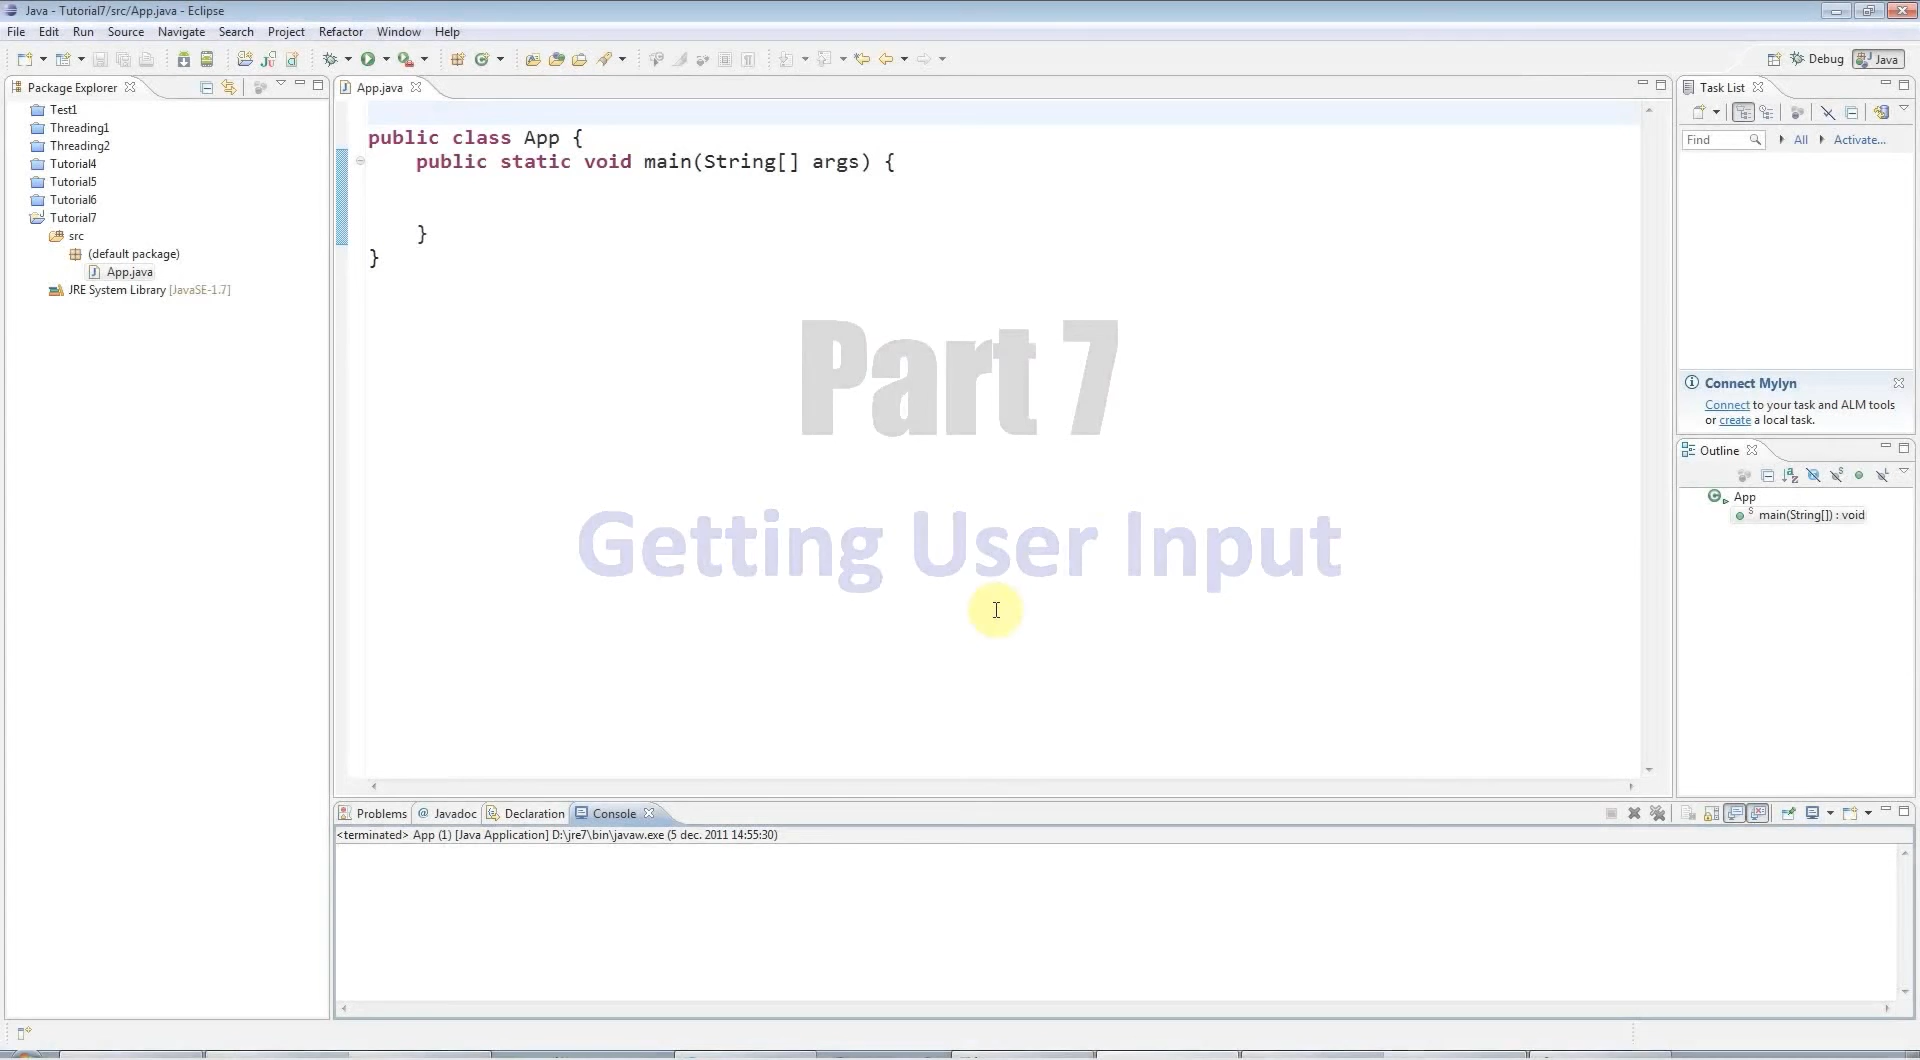 Java - Tutorial7/src/App.java - Eclipse
File Edit Run Source Navigate Search Project Refactor Window Help
Debug Java
Package Explorer
Test1
Threading1
Threading2
Tutorial4
Tutorial5
Tutorial6
Tutorial7
src
(default package)
App.java
JRE System Library [JavaSE-1.7]
App.java
public class App {
public static void main(String[] args) {
}
}
Part 7
Getting User Input
Task List
Find All Activate...
Connect Mylyn
Connect to your task and ALM tools
or create a local task.
Outline
App
main(String[]) : void
Problems Javadoc Declaration Console
<terminated> App (1) [Java Application] D:\jre7\bin\javaw.exe (5 dec. 2011 14:55:30)